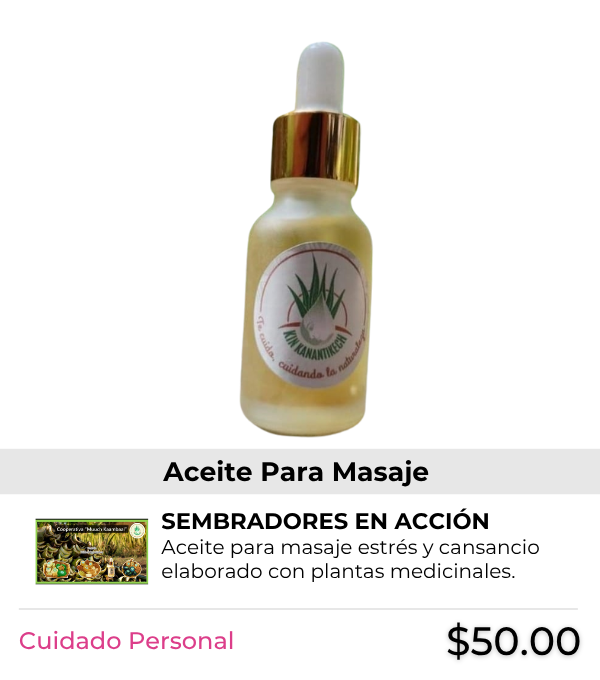 KIN KANANTIKECH
Te cuido, cuidando la naturaleza
Aceite Para Masaje
Cooperativa "Muuch Kaambaal"
SEMBRADORES EN ACCIÓN
Aceite para masaje estrés y cansancio
elaborado con plantas medicinales.
Cuidado Personal
$50.00